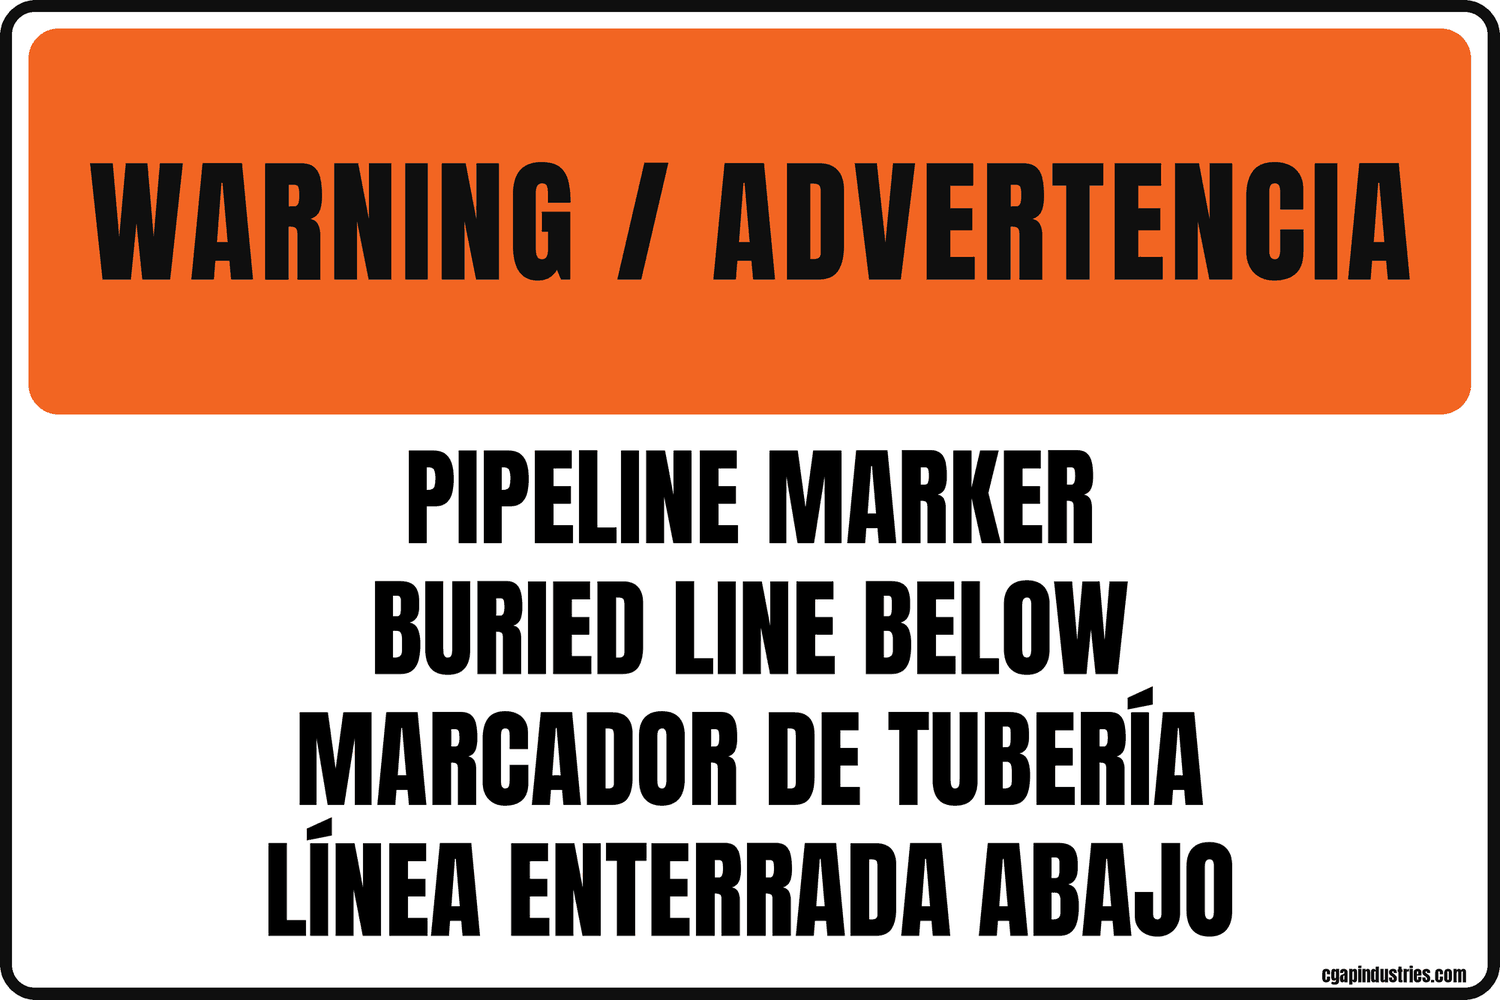 WARNING / ADVERTENCIA
PIPELINE MARKER
BURIED LINE BELOW
MARCADOR DE TUBERÍA
LÍNEA ENTERRADA ABAJO
cgapindustries.com